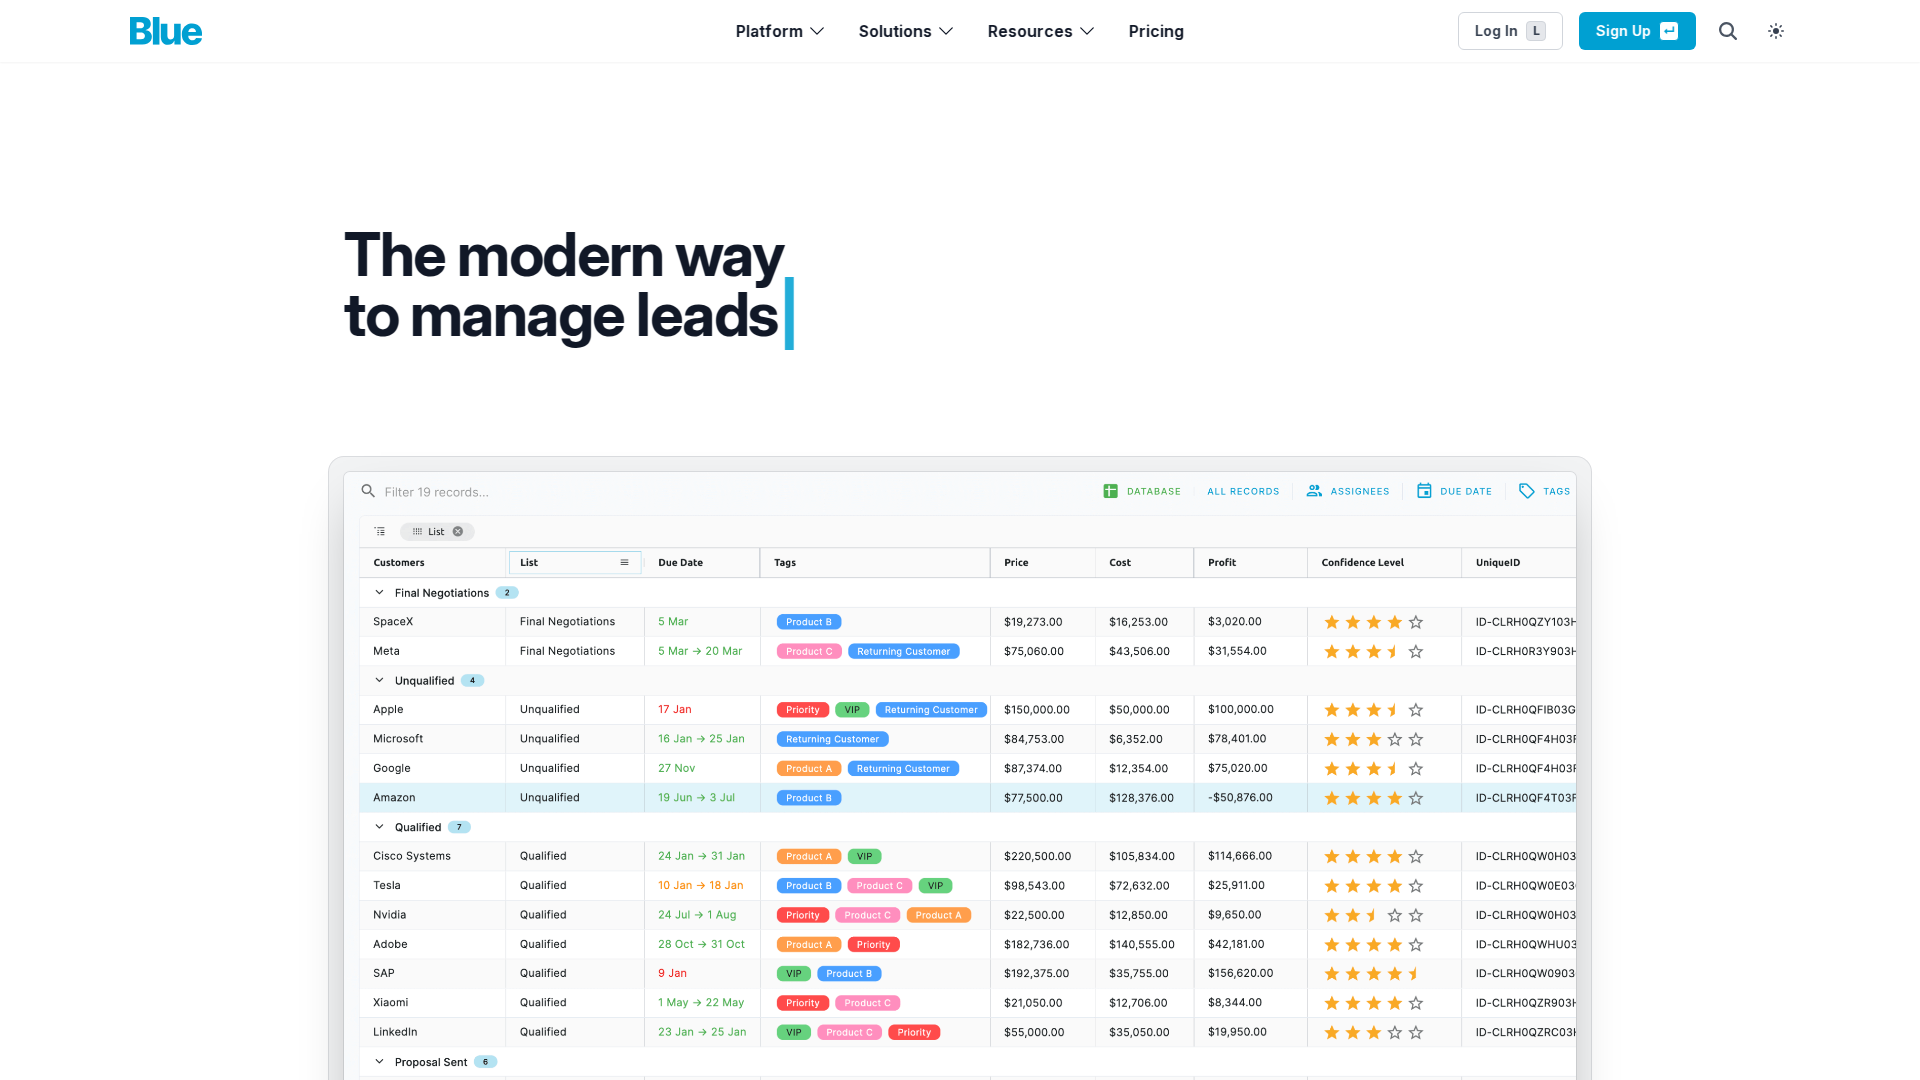 Blue
Platform Solutions Resources Pricing Log In L Sign Up
The modern way
to manage leads
Filter 19 records... DATABASE ALL RECORDS ASSIGNEES DUE DATE TAGS
List
Customers List Due Date Tags Price Cost Profit Confidence Level UniqueID
Final Negotiations 2
SpaceX Final Negotiations 5 Mar Product B $19,273.00 $16,253.00 $3,020.00 ID-CLRH0QZY103H
Meta Final Negotiations 5 Mar → 20 Mar Product C Returning Customer $75,060.00 $43,506.00 $31,554.00 ID-CLRH0R3Y903H
Unqualified 4
Apple Unqualified 17 Jan Priority VIP Returning Customer $150,000.00 $50,000.00 $100,000.00 ID-CLRH0QFIB03G
Microsoft Unqualified 16 Jan → 25 Jan Returning Customer $84,753.00 $6,352.00 $78,401.00 ID-CLRH0QF4H03F
Google Unqualified 27 Nov Product A Returning Customer $87,374.00 $12,354.00 $75,020.00 ID-CLRH0QF4H03F
Amazon Unqualified 19 Jun → 3 Jul Product B $77,500.00 $128,376.00 -$50,876.00 ID-CLRH0QF4T03F
Qualified 7
Cisco Systems Qualified 24 Jan → 31 Jan Product A VIP $220,500.00 $105,834.00 $114,666.00 ID-CLRH0QW0H03
Tesla Qualified 10 Jan → 18 Jan Product B Product C VIP $98,543.00 $72,632.00 $25,911.00 ID-CLRH0QW0E03
Nvidia Qualified 24 Jul → 1 Aug Priority Product C Product A $22,500.00 $12,850.00 $9,650.00 ID-CLRH0QW0H03
Adobe Qualified 28 Oct → 31 Oct Product A Priority $182,736.00 $140,555.00 $42,181.00 ID-CLRH0QWHU03
SAP Qualified 9 Jan VIP Product B $192,375.00 $35,755.00 $156,620.00 ID-CLRH0QW0903
Xiaomi Qualified 1 May → 22 May Priority Product C $21,050.00 $12,706.00 $8,344.00 ID-CLRH0QZR903H
LinkedIn Qualified 23 Jan → 25 Jan VIP Product C Priority $55,000.00 $35,050.00 $19,950.00 ID-CLRH0QZRC03H
Proposal Sent 6